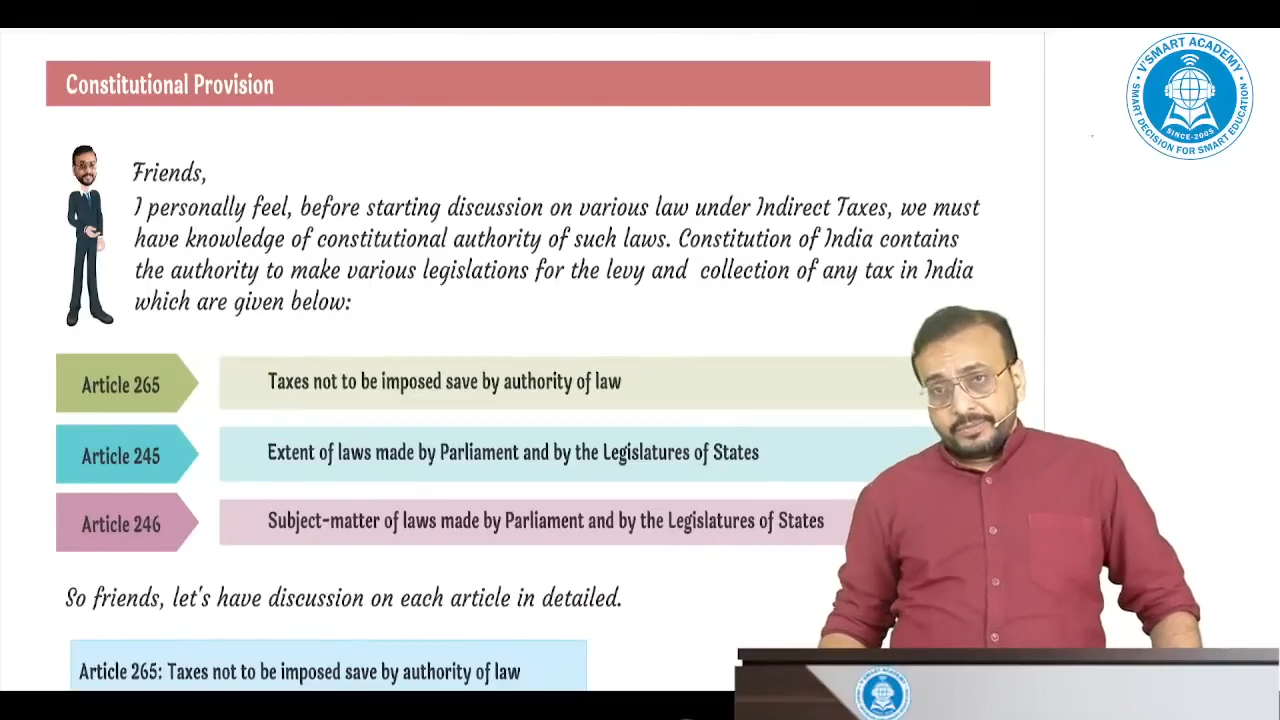 Constitutional Provision
V'SMART ACADEMY
SMART DECISION FOR SMART EDUCATION
SINCE-2005
Friends,
I personally feel, before starting discussion on various law under Indirect Taxes, we must
have knowledge of constitutional authority of such laws. Constitution of India contains
the authority to make various legislations for the levy and collection of any tax in India
which are given below:
Article 265
Taxes not to be imposed save by authority of law
Article 245
Extent of laws made by Parliament and by the Legislatures of States
Article 246
Subject-matter of laws made by Parliament and by the Legislatures of States
So friends, let's have discussion on each article in detailed.
Article 265: Taxes not to be imposed save by authority of law